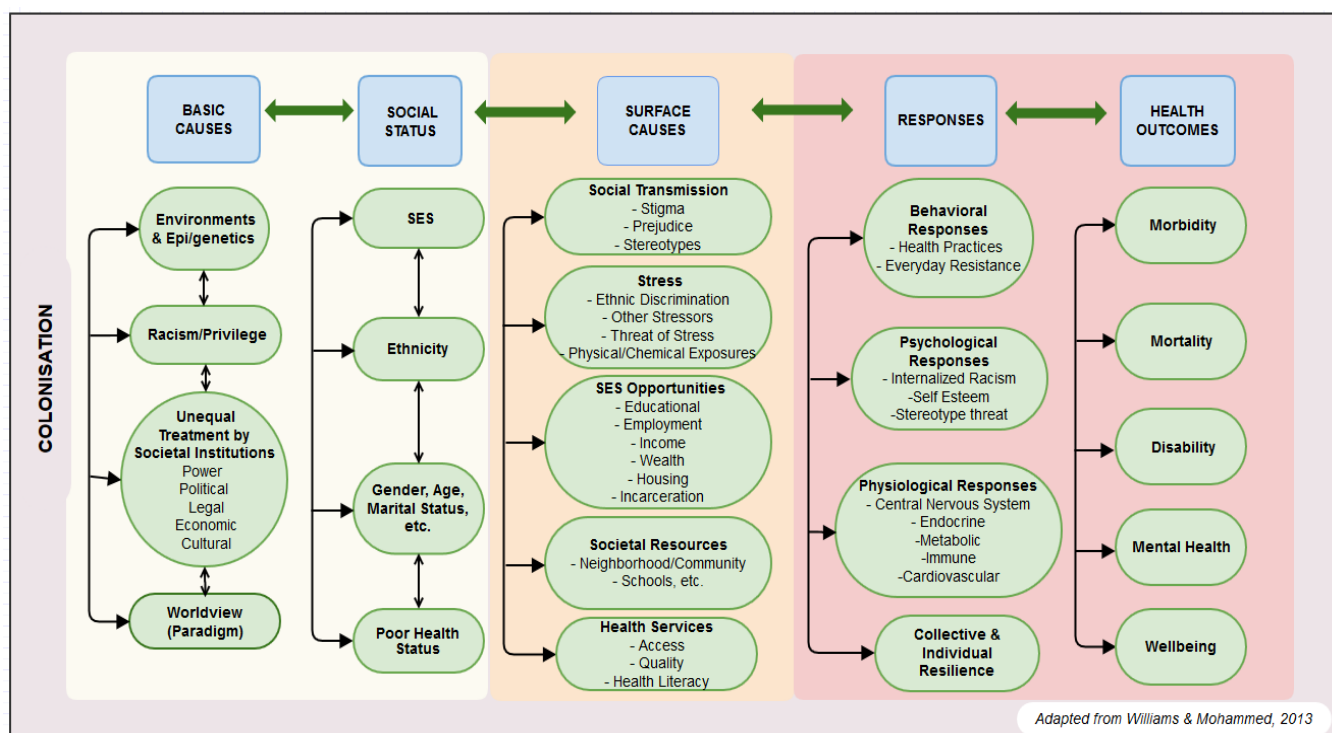 COLONISATION
BASIC
CAUSES
SOCIAL
STATUS
SURFACE
CAUSES
RESPONSES
HEALTH
OUTCOMES
Environments
& Epi/genetics
Racism/Privilege
Unequal
Treatment by
Societal Institutions
Power
Political
Legal
Economic
Cultural
Worldview
(Paradigm)
SES
Ethnicity
Gender, Age,
Marital Status,
etc.
Poor Health
Status
Social Transmission
- Stigma
- Prejudice
- Stereotypes
Stress
- Ethnic Discrimination
- Other Stressors
- Threat of Stress
- Physical/Chemical Exposures
SES Opportunities
- Educational
- Employment
- Income
- Wealth
- Housing
- Incarceration
Societal Resources
- Neighborhood/Community
- Schools, etc.
Health Services
- Access
- Quality
- Health Literacy
Behavioral
Responses
- Health Practices
- Everyday Resistance
Psychological
Responses
- Internalized Racism
-Self Esteem
-Stereotype threat
Physiological Responses
- Central Nervous System
- Endocrine
-Metabolic
-Immune
-Cardiovascular
Collective &
Individual
Resilience
Morbidity
Mortality
Disability
Mental Health
Wellbeing
Adapted from Williams & Mohammed, 2013